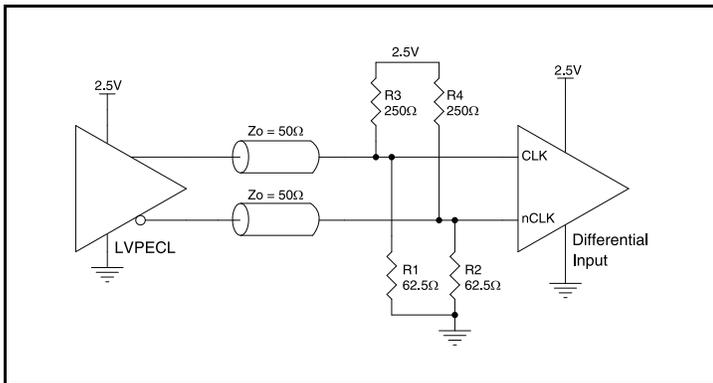 2.5V
2.5V
2.5V
R3
250Ω
R4
250Ω
Zo = 50Ω
CLK
Zo = 50Ω
nCLK
LVPECL
Differential
Input
R1
62.5Ω
R2
62.5Ω